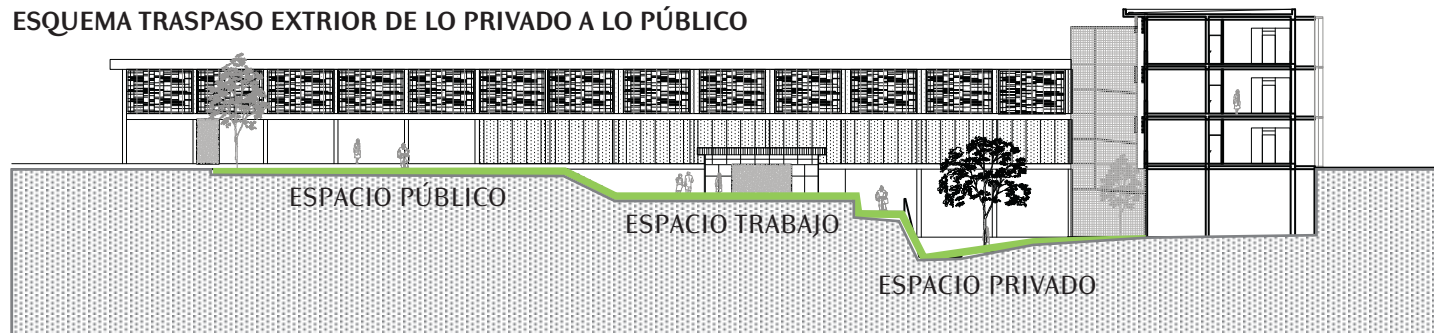 ESQUEMA TRASPASO EXTRIOR DE LO PRIVADO A LO PÚBLICO
ESPACIO PÚBLICO
ESPACIO TRABAJO
ESPACIO PRIVADO